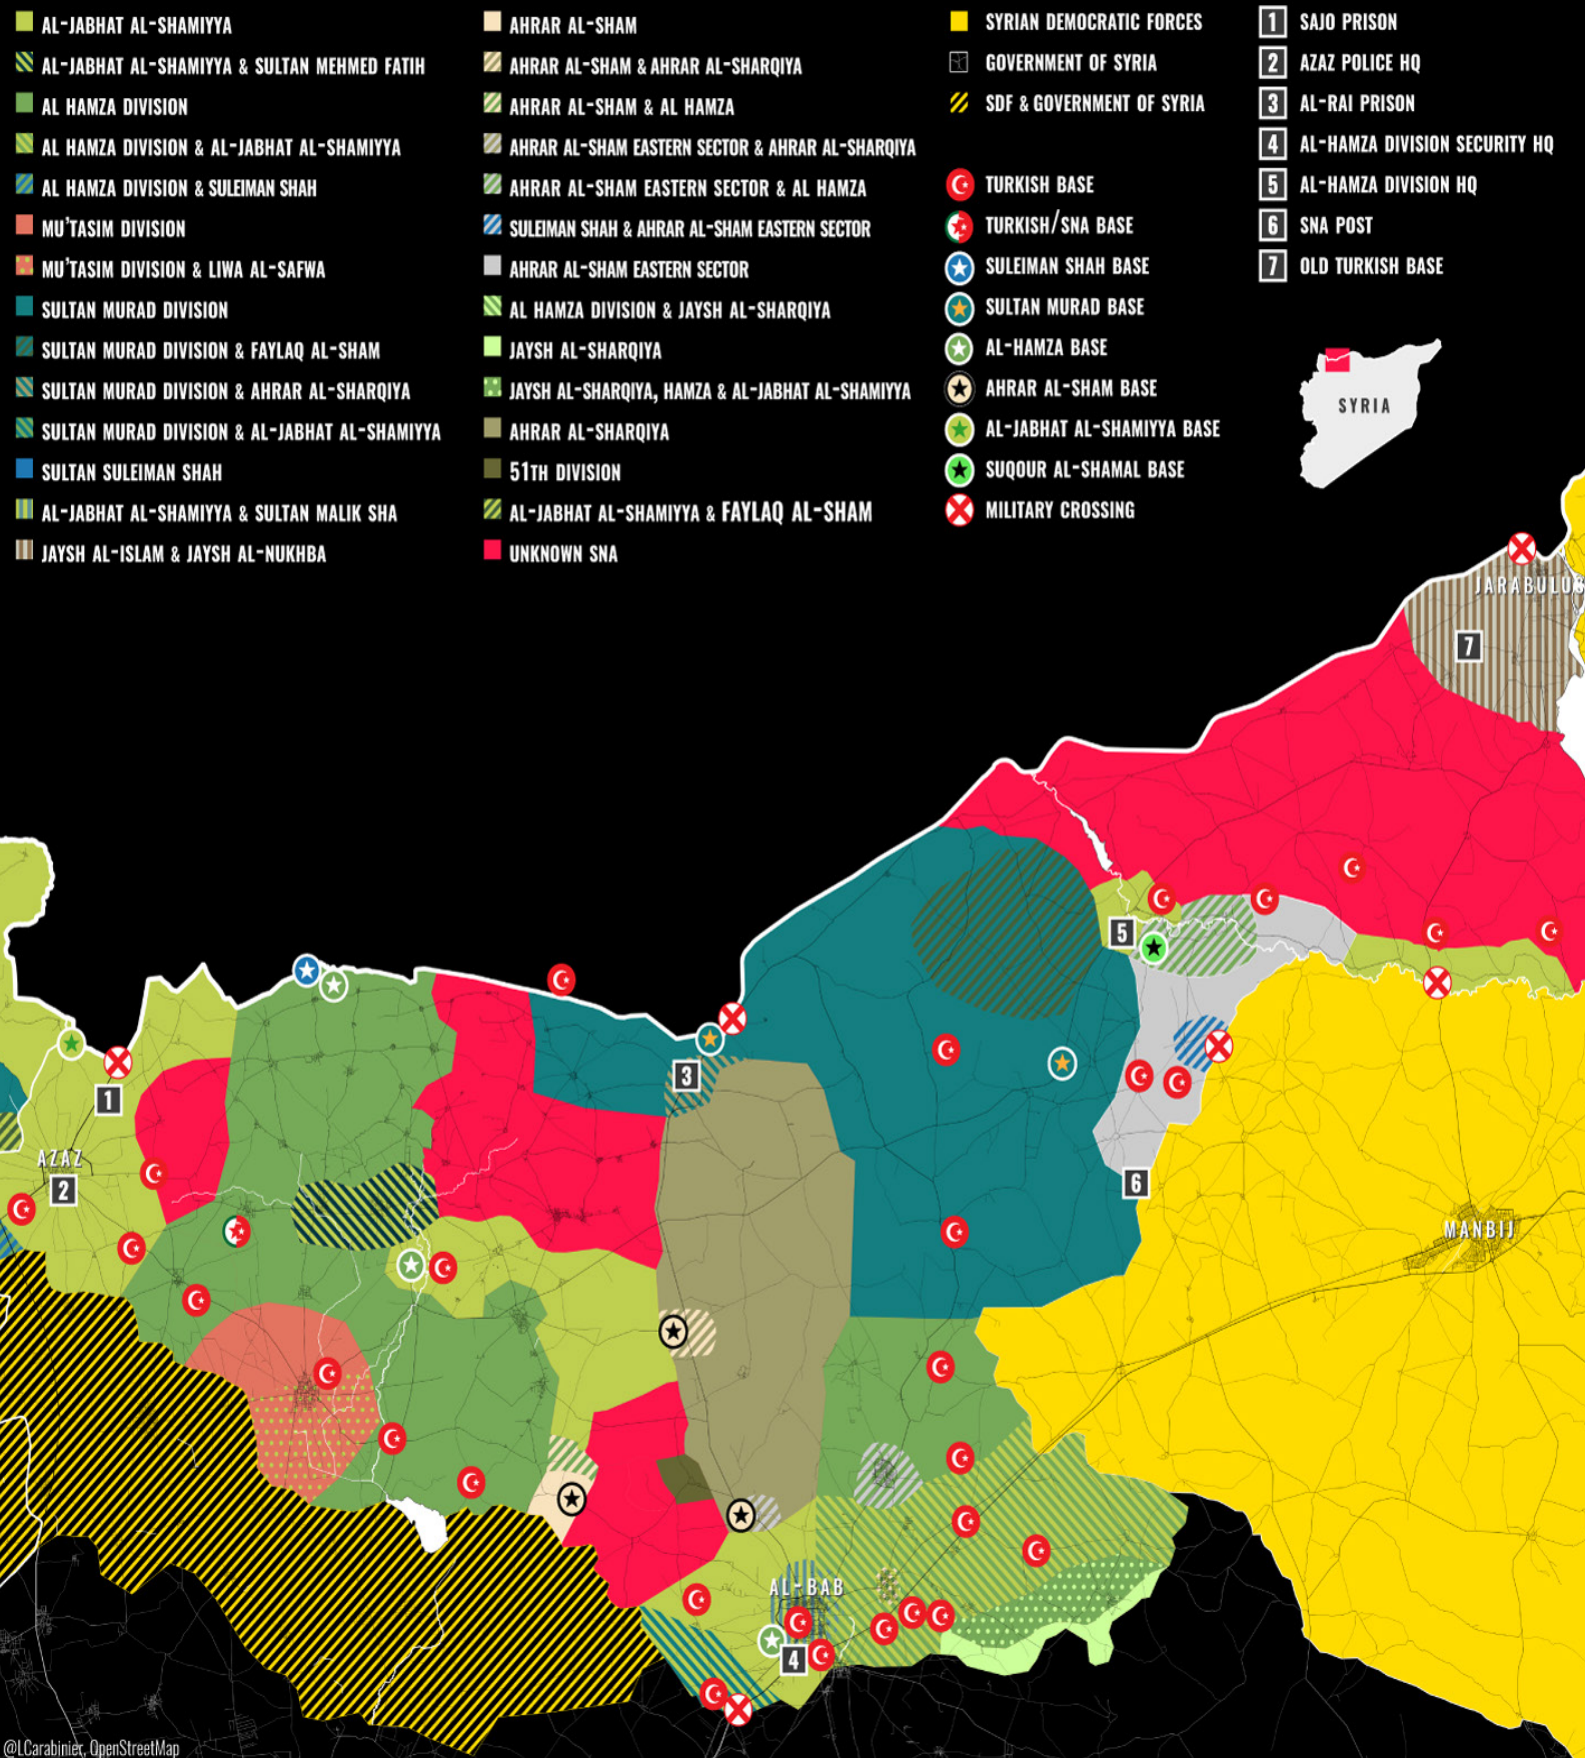 AL-JABHAT AL-SHAMIYYA
AL-JABHAT AL-SHAMIYYA & SULTAN MEHMED FATIH
AL HAMZA DIVISION
AL HAMZA DIVISION & AL-JABHAT AL-SHAMIYYA
AL HAMZA DIVISION & SULEIMAN SHAH
MU'TASIM DIVISION
MU'TASIM DIVISION & LIWA AL-SAFWA
SULTAN MURAD DIVISION
SULTAN MURAD DIVISION & FAYLAQ AL-SHAM
SULTAN MURAD DIVISION & AHRAR AL-SHARQIYA
SULTAN MURAD DIVISION & AL-JABHAT AL-SHAMIYYA
SULTAN SULEIMAN SHAH
AL-JABHAT AL-SHAMIYYA & SULTAN MALIK SHA
JAYSH AL-ISLAM & JAYSH AL-NUKHBA
AHRAR AL-SHAM
AHRAR AL-SHAM & AHRAR AL-SHARQIYA
AHRAR AL-SHAM & AL HAMZA
AHRAR AL-SHAM EASTERN SECTOR & AHRAR AL-SHARQIYA
AHRAR AL-SHAM EASTERN SECTOR & AL HAMZA
SULEIMAN SHAH & AHRAR AL-SHAM EASTERN SECTOR
AHRAR AL-SHAM EASTERN SECTOR
AL HAMZA DIVISION & JAYSH AL-SHARQIYA
JAYSH AL-SHARQIYA
JAYSH AL-SHARQIYA, HAMZA & AL-JABHAT AL-SHAMIYYA
AHRAR AL-SHARQIYA
51TH DIVISION
AL-JABHAT AL-SHAMIYYA & FAYLAQ AL-SHAM
UNKNOWN SNA
SYRIAN DEMOCRATIC FORCES
GOVERNMENT OF SYRIA
SDF & GOVERNMENT OF SYRIA
TURKISH BASE
TURKISH/SNA BASE
SULEIMAN SHAH BASE
SULTAN MURAD BASE
AL-HAMZA BASE
AHRAR AL-SHAM BASE
AL-JABHAT AL-SHAMIYYA BASE
SUQOUR AL-SHAMAL BASE
MILITARY CROSSING
1 SAJO PRISON
2 AZAZ POLICE HQ
3 AL-RAI PRISON
4 AL-HAMZA DIVISION SECURITY HQ
5 AL-HAMZA DIVISION HQ
6 SNA POST
7 OLD TURKISH BASE
SYRIA
JARABULUS
7
5
3
1
AZAZ
2
6
MANBIJ
AL-BAB
4
@LCarabinier, OpenStreetMap